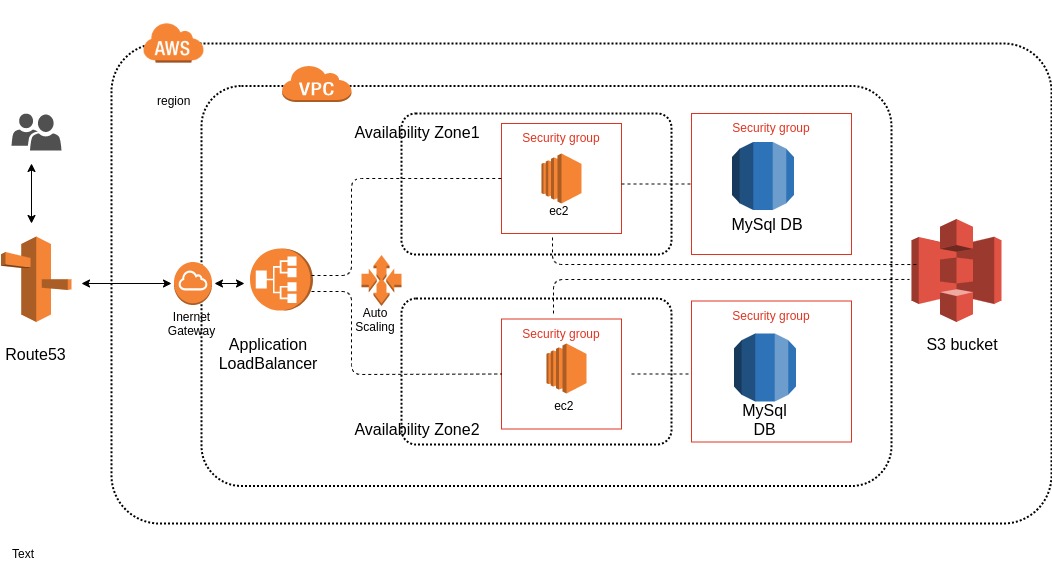 AWS
region
VPC
Availability Zone1
Security group
ec2
Security group
MySql DB
Route53
Inernet
Gateway
Application
LoadBalancer
Auto
Scaling
Security group
ec2
Availability Zone2
Security group
MySql
DB
S3 bucket
Text